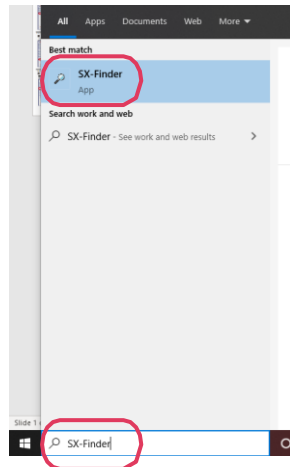 All Apps Documents Web More
Best match
SX-Finder
App
Search work and web
SX-Finder - See work and web results
Slide 1
SX-Finder